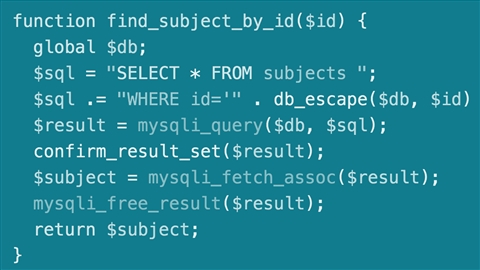 function find_subject_by_id($id) {
  global $db;
  $sql = "SELECT * FROM subjects ";
  $sql .= "WHERE id='" . db_escape($db, $id)
  $result = mysqli_query($db, $sql);
  confirm_result_set($result);
  $subject = mysqli_fetch_assoc($result);
  mysqli_free_result($result);
  return $subject;
}